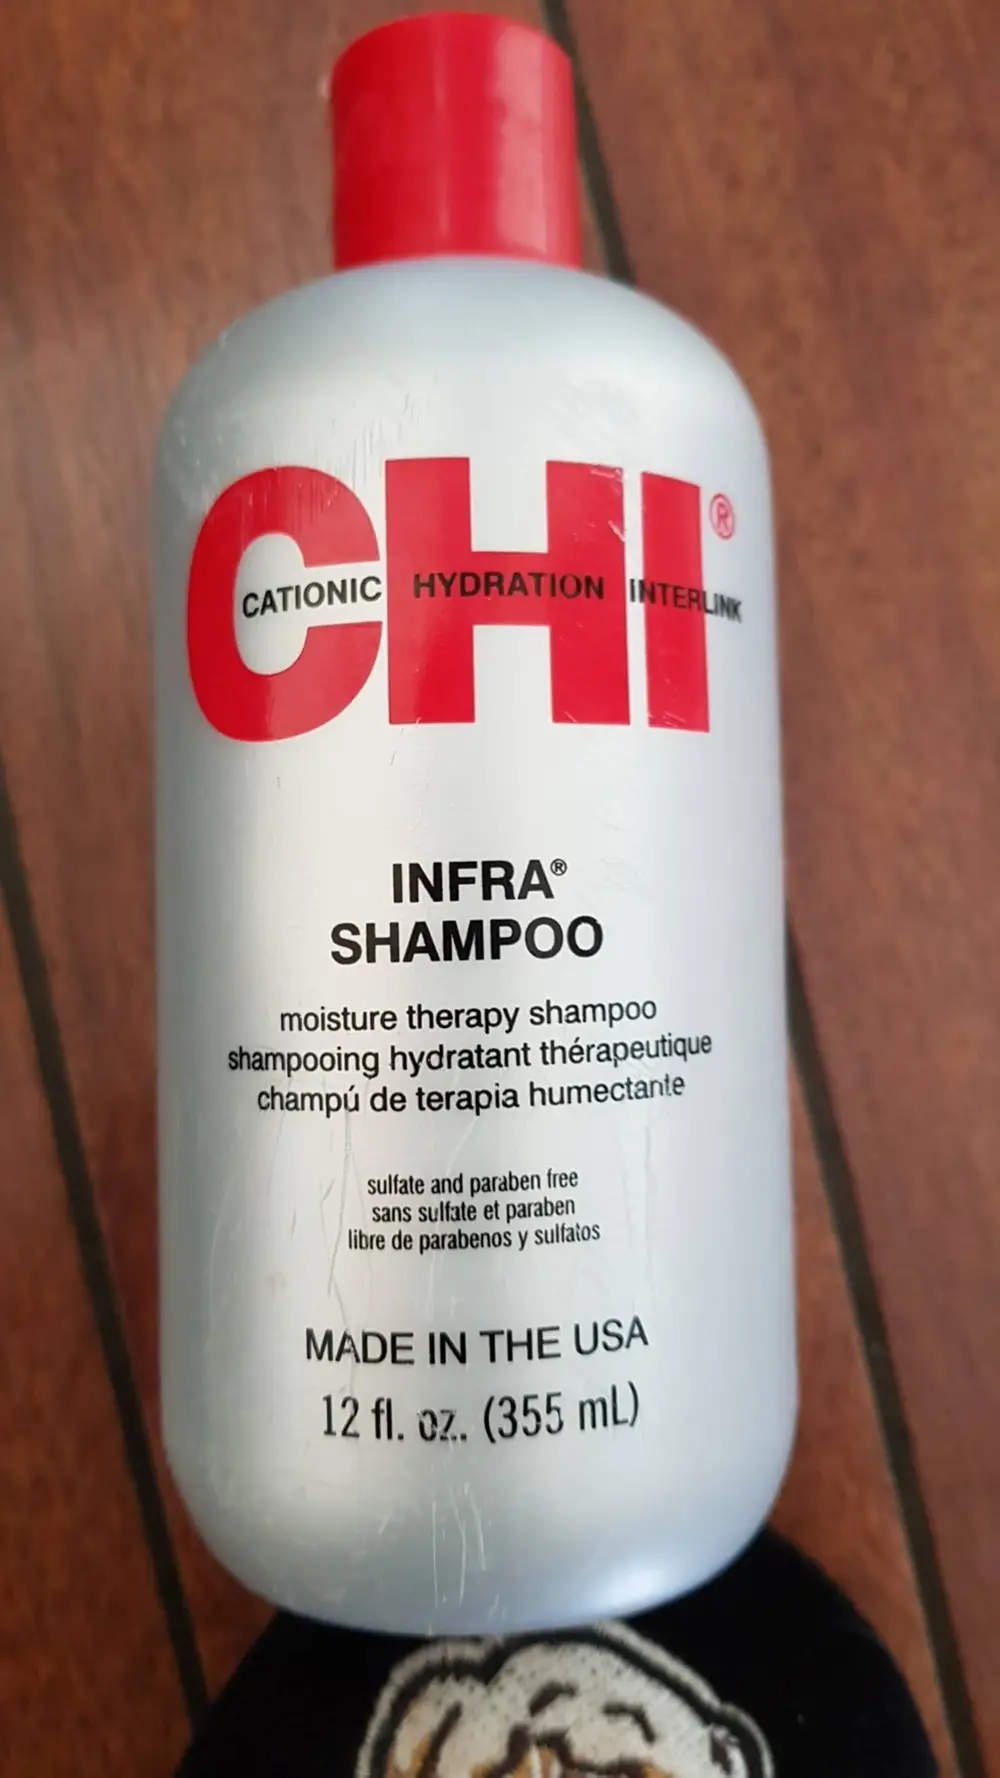 CHI®
CATIONIC HYDRATION INTERLINK
INFRA®
SHAMPOO
moisture therapy shampoo
shampooing hydratant thérapeutique
champú de terapia humectante
sulfate and paraben free
sans sulfate et paraben
libre de parabenos y sulfatos
MADE IN THE USA
12 fl. oz. (355 mL)